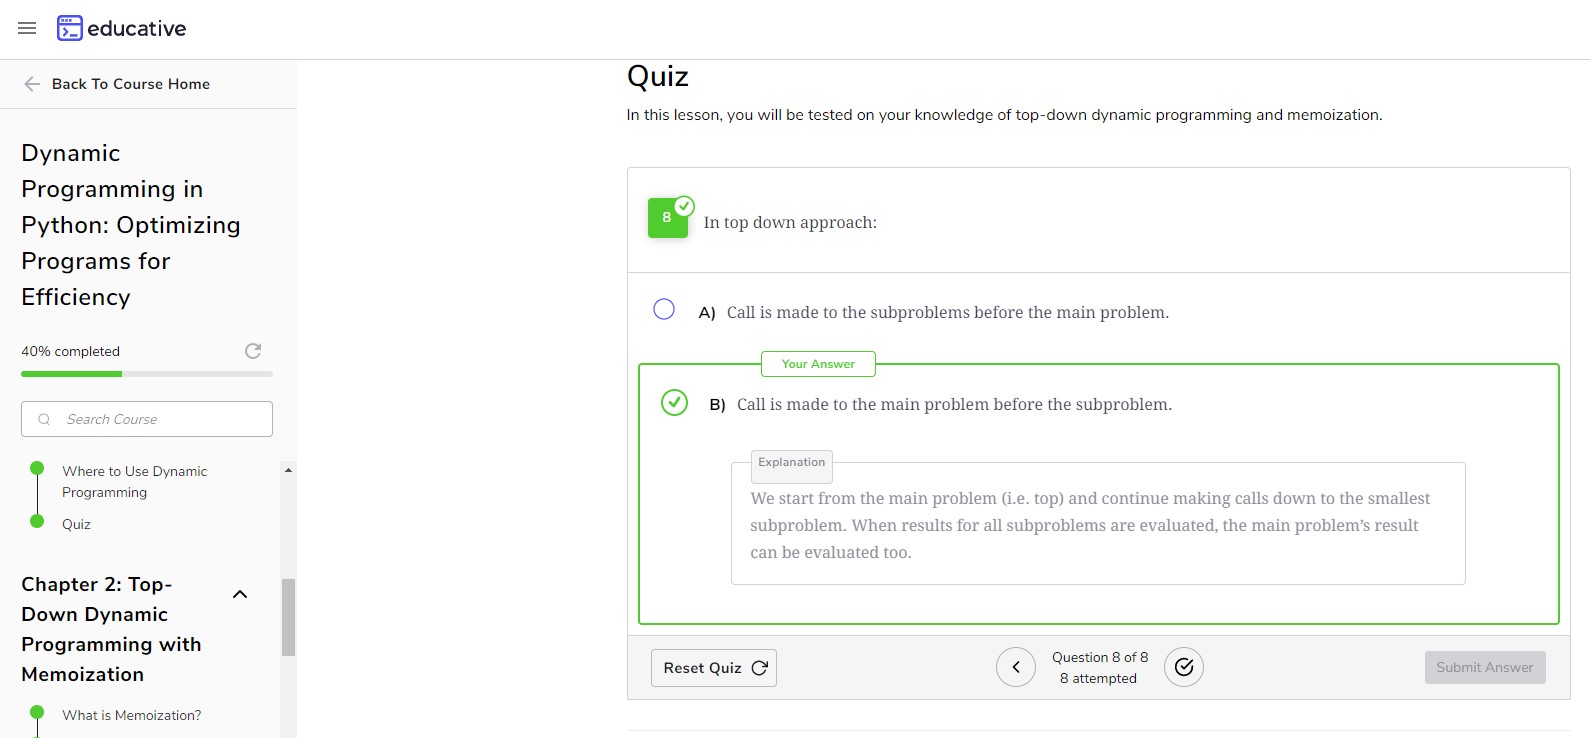 educative
Back To Course Home
Dynamic
Programming in
Python: Optimizing
Programs for
Efficiency
40% completed
Search Course
Where to Use Dynamic
Programming
Quiz
Chapter 2: Top-
Down Dynamic
Programming with
Memoization
What is Memoization?
Quiz
In this lesson, you will be tested on your knowledge of top-down dynamic programming and memoization.
8 In top down approach:
A) Call is made to the subproblems before the main problem.
Your Answer
B) Call is made to the main problem before the subproblem.
Explanation
We start from the main problem (i.e. top) and continue making calls down to the smallest
subproblem. When results for all subproblems are evaluated, the main problem’s result
can be evaluated too.
Reset Quiz
Question 8 of 8
8 attempted
Submit Answer